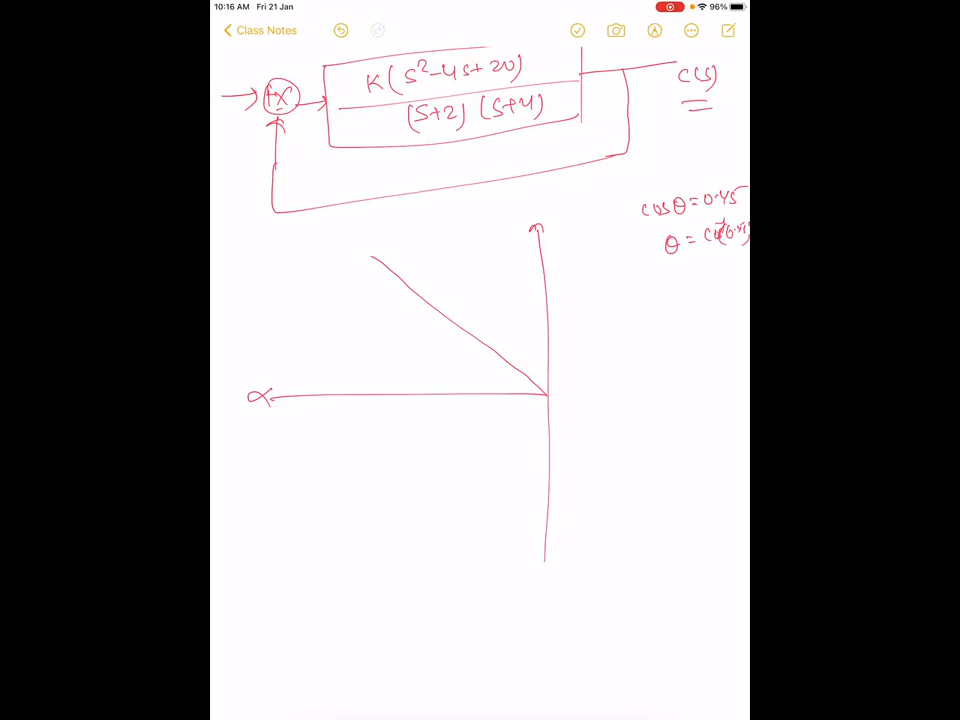 10:16 AM Fri 21 Jan
96%
Class Notes
K(s²-4s+20)
(s+2) (s+4)
C(s)
cosθ = 0.45
θ = cos⁻¹(0.45)